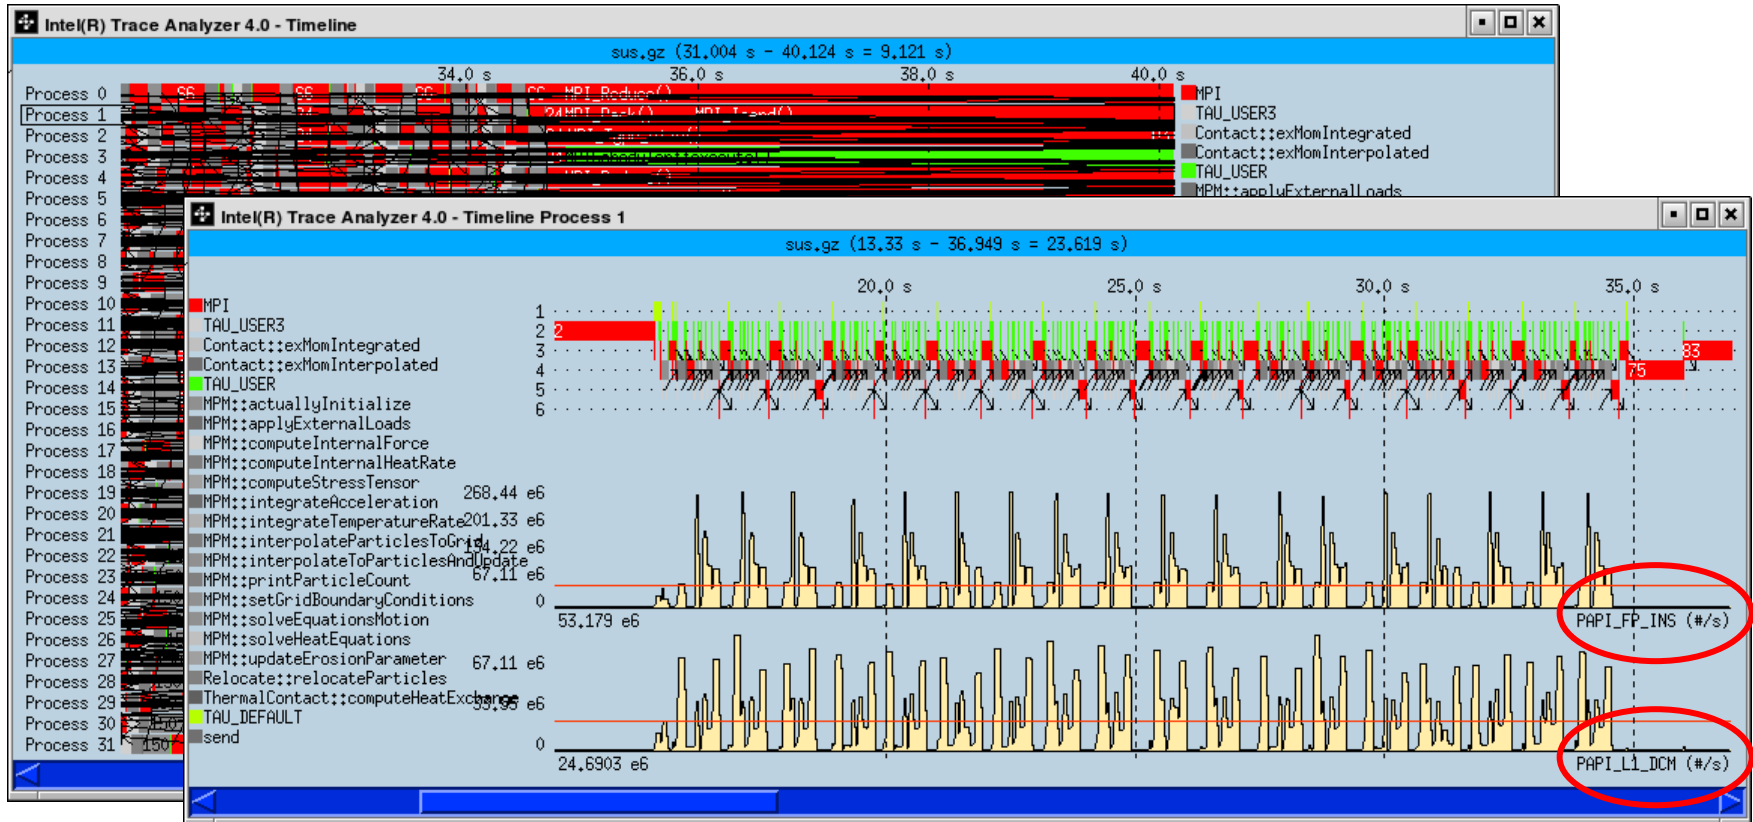 Intel(R) Trace Analyzer 4.0 - Timeline
sus.gz (31.004 s - 40.124 s = 9.121 s)
34.0 s 36.0 s 38.0 s 40.0 s
Process 0
Process 1
Process 2
Process 3
Process 4
Process 5
Process 6
Process 7
Process 8
Process 9
Process 10
Process 11
Process 12
Process 13
Process 14
Process 15
Process 16
Process 17
Process 18
Process 19
Process 20
Process 21
Process 22
Process 23
Process 24
Process 25
Process 26
Process 27
Process 28
Process 29
Process 30
Process 31
150
MPI_Reduce()
MPI
TAU_USER3
Contact::exMomIntegrated
Contact::exMomInterpolated
TAU_USER
MPM::applyExternalLoads
Intel(R) Trace Analyzer 4.0 - Timeline Process 1
sus.gz (13.33 s - 36.949 s = 23.619 s)
20.0 s 25.0 s 30.0 s 35.0 s
MPI
TAU_USER3
Contact::exMomIntegrated
Contact::exMomInterpolated
TAU_USER
MPM::actuallyInitialize
MPM::applyExternalLoads
MPM::computeInternalForce
MPM::computeInternalHeatRate
MPM::computeStressTensor
MPM::integrateAcceleration
MPM::integrateTemperatureRate
MPM::interpolateParticlesToGrid
MPM::interpolateToParticlesAndUpdate
MPM::printParticleCount
MPM::setGridBoundaryConditions
MPM::solveEquationsMotion
MPM::solveHeatEquations
MPM::updateErosionParameter
Relocate::relocateParticles
ThermalContact::computeHeatExchange
TAU_DEFAULT
send
1
2
3
4
5
6
2
83
75
268.44 e6
201.33 e6
134.22 e6
67.11 e6
0
53.179 e6
PAPI_FP_INS (#/s)
67.11 e6
0
24.6903 e6
PAPI_L1_DCM (#/s)